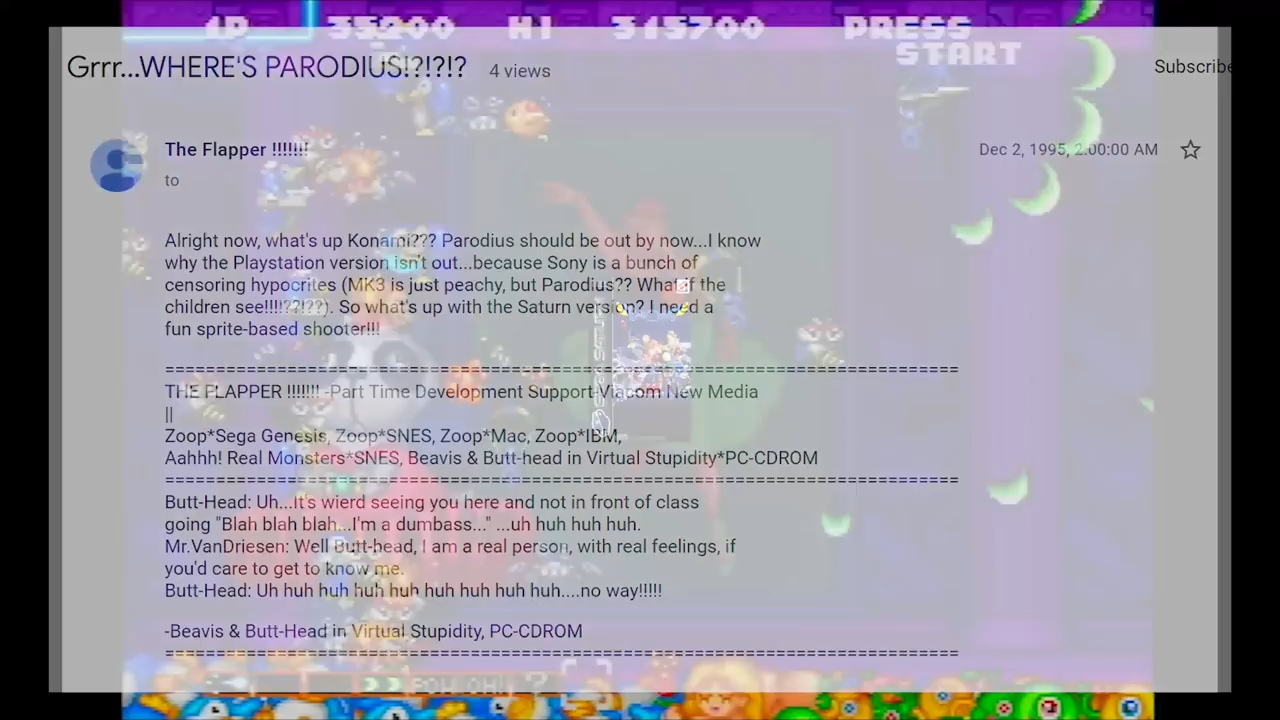 1P 35200 HI 315700 PRESS
START
Grrr...WHERE'S PARODIUS!?!?!? 4 views Subscribe
The Flapper !!!!!!! Dec 2, 1995, 2:00:00 AM
to
Alright now, what's up Konami??? Parodius should be out by now...I know
why the Playstation version isn't out...because Sony is a bunch of
censoring hypocrites (MK3 is just peachy, but Parodius?? What if the
children see!!!!??!??). So what's up with the Saturn version? I need a
fun sprite-based shooter!!!
==============================================================================
THE FLAPPER !!!!!!! -Part Time Development Support-Viacom New Media
||
Zoop*Sega Genesis, Zoop*SNES, Zoop*Mac, Zoop*IBM,
Aahhh! Real Monsters*SNES, Beavis & Butt-head in Virtual Stupidity*PC-CDROM
==============================================================================
Butt-Head: Uh...It's wierd seeing you here and not in front of class
going "Blah blah blah...I'm a dumbass..." ...uh huh huh huh.
Mr.VanDriesen: Well Butt-head, I am a real person, with real feelings, if
you'd care to get to know me.
Butt-Head: Uh huh huh huh huh huh huh huh huh....no way!!!!!
-Beavis & Butt-Head in Virtual Stupidity, PC-CDROM
==============================================================================